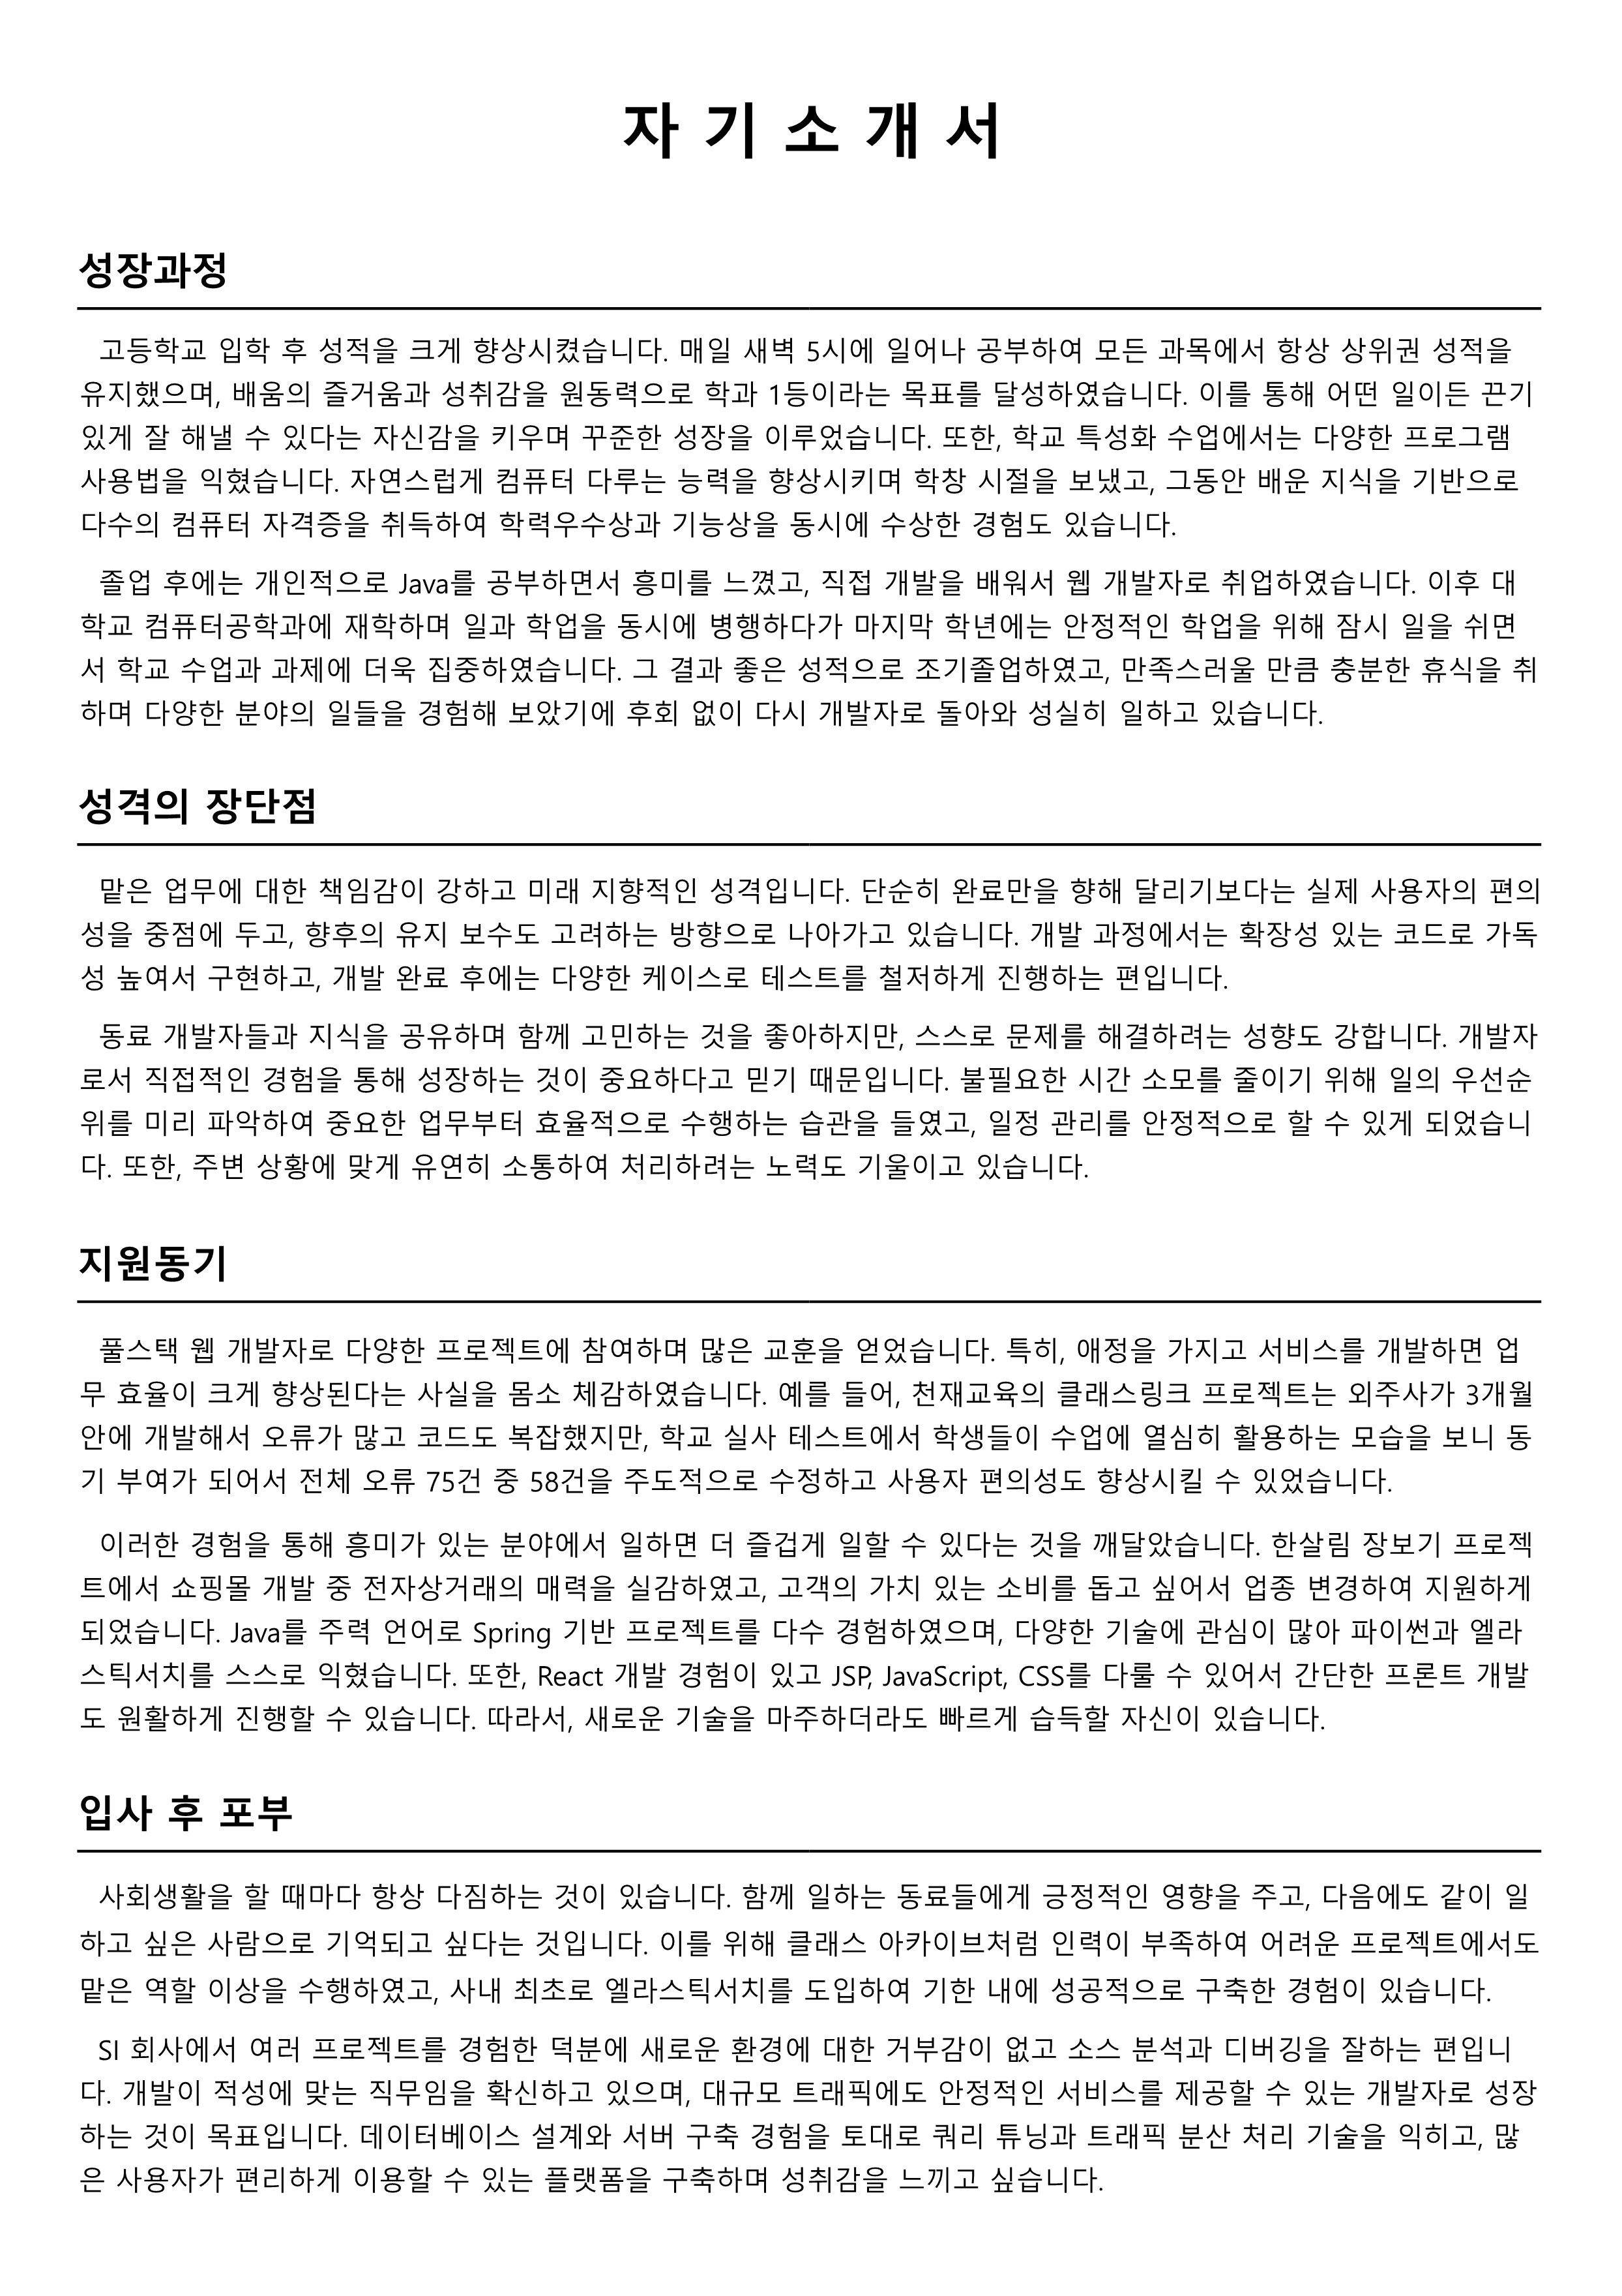 자 기 소 개 서
성장과정
고등학교 입학 후 성적을 크게 향상시켰습니다. 매일 새벽 5시에 일어나 공부하여 모든 과목에서 항상 상위권 성적을
유지했으며, 배움의 즐거움과 성취감을 원동력으로 학과 1등이라는 목표를 달성하였습니다. 이를 통해 어떤 일이든 끈기
있게 잘 해낼 수 있다는 자신감을 키우며 꾸준한 성장을 이루었습니다. 또한, 학교 특성화 수업에서는 다양한 프로그램
사용법을 익혔습니다. 자연스럽게 컴퓨터 다루는 능력을 향상시키며 학창 시절을 보냈고, 그동안 배운 지식을 기반으로
다수의 컴퓨터 자격증을 취득하여 학력우수상과 기능상을 동시에 수상한 경험도 있습니다.
졸업 후에는 개인적으로 Java를 공부하면서 흥미를 느꼈고, 직접 개발을 배워서 웹 개발자로 취업하였습니다. 이후 대
학교 컴퓨터공학과에 재학하며 일과 학업을 동시에 병행하다가 마지막 학년에는 안정적인 학업을 위해 잠시 일을 쉬면
서 학교 수업과 과제에 더욱 집중하였습니다. 그 결과 좋은 성적으로 조기졸업하였고, 만족스러울 만큼 충분한 휴식을 취
하며 다양한 분야의 일들을 경험해 보았기에 후회 없이 다시 개발자로 돌아와 성실히 일하고 있습니다.
성격의 장단점
맡은 업무에 대한 책임감이 강하고 미래 지향적인 성격입니다. 단순히 완료만을 향해 달리기보다는 실제 사용자의 편의
성을 중점에 두고, 향후의 유지 보수도 고려하는 방향으로 나아가고 있습니다. 개발 과정에서는 확장성 있는 코드로 가독
성 높여서 구현하고, 개발 완료 후에는 다양한 케이스로 테스트를 철저하게 진행하는 편입니다.
동료 개발자들과 지식을 공유하며 함께 고민하는 것을 좋아하지만, 스스로 문제를 해결하려는 성향도 강합니다. 개발자
로서 직접적인 경험을 통해 성장하는 것이 중요하다고 믿기 때문입니다. 불필요한 시간 소모를 줄이기 위해 일의 우선순
위를 미리 파악하여 중요한 업무부터 효율적으로 수행하는 습관을 들였고, 일정 관리를 안정적으로 할 수 있게 되었습니
다. 또한, 주변 상황에 맞게 유연히 소통하여 처리하려는 노력도 기울이고 있습니다.
지원동기
풀스택 웹 개발자로 다양한 프로젝트에 참여하며 많은 교훈을 얻었습니다. 특히, 애정을 가지고 서비스를 개발하면 업
무 효율이 크게 향상된다는 사실을 몸소 체감하였습니다. 예를 들어, 천재교육의 클래스링크 프로젝트는 외주사가 3개월
안에 개발해서 오류가 많고 코드도 복잡했지만, 학교 실사 테스트에서 학생들이 수업에 열심히 활용하는 모습을 보니 동
기 부여가 되어서 전체 오류 75건 중 58건을 주도적으로 수정하고 사용자 편의성도 향상시킬 수 있었습니다.
이러한 경험을 통해 흥미가 있는 분야에서 일하면 더 즐겁게 일할 수 있다는 것을 깨달았습니다. 한살림 장보기 프로젝
트에서 쇼핑몰 개발 중 전자상거래의 매력을 실감하였고, 고객의 가치 있는 소비를 돕고 싶어서 업종 변경하여 지원하게
되었습니다. Java를 주력 언어로 Spring 기반 프로젝트를 다수 경험하였으며, 다양한 기술에 관심이 많아 파이썬과 엘라
스틱서치를 스스로 익혔습니다. 또한, React 개발 경험이 있고 JSP, JavaScript, CSS를 다룰 수 있어서 간단한 프론트 개발
도 원활하게 진행할 수 있습니다. 따라서, 새로운 기술을 마주하더라도 빠르게 습득할 자신이 있습니다.
입사 후 포부
사회생활을 할 때마다 항상 다짐하는 것이 있습니다. 함께 일하는 동료들에게 긍정적인 영향을 주고, 다음에도 같이 일
하고 싶은 사람으로 기억되고 싶다는 것입니다. 이를 위해 클래스 아카이브처럼 인력이 부족하여 어려운 프로젝트에서도
맡은 역할 이상을 수행하였고, 사내 최초로 엘라스틱서치를 도입하여 기한 내에 성공적으로 구축한 경험이 있습니다.
SI 회사에서 여러 프로젝트를 경험한 덕분에 새로운 환경에 대한 거부감이 없고 소스 분석과 디버깅을 잘하는 편입니
다. 개발이 적성에 맞는 직무임을 확신하고 있으며, 대규모 트래픽에도 안정적인 서비스를 제공할 수 있는 개발자로 성장
하는 것이 목표입니다. 데이터베이스 설계와 서버 구축 경험을 토대로 쿼리 튜닝과 트래픽 분산 처리 기술을 익히고, 많
은 사용자가 편리하게 이용할 수 있는 플랫폼을 구축하며 성취감을 느끼고 싶습니다.